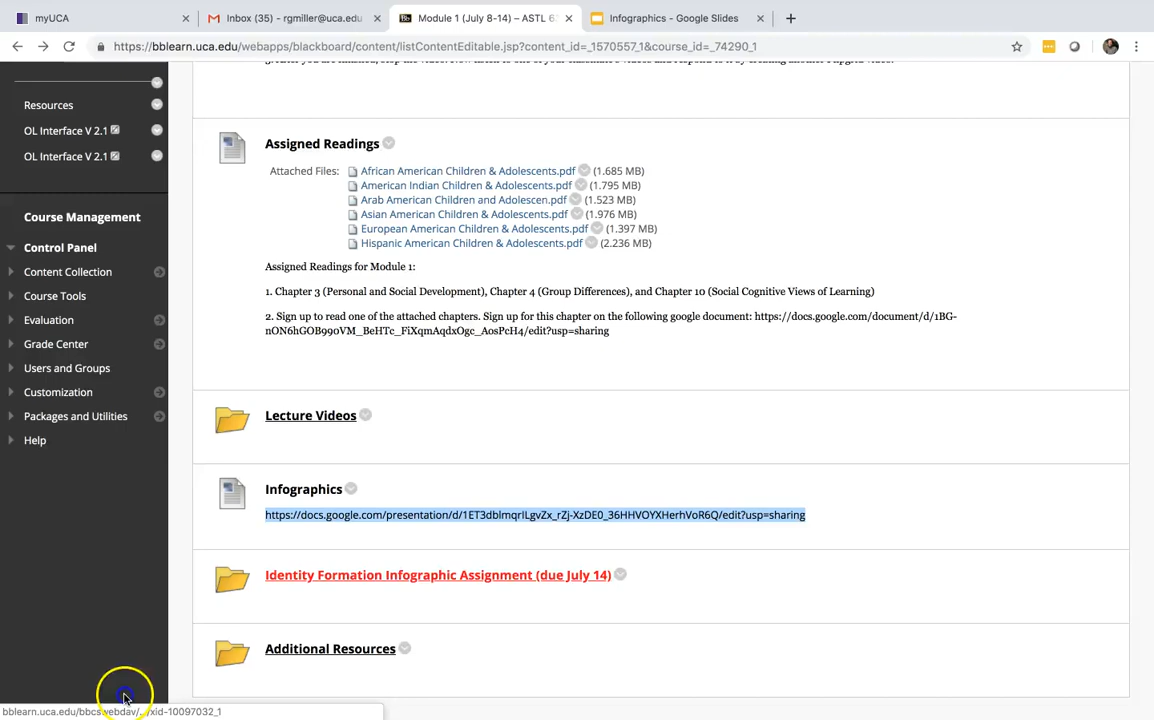 myUCA
Inbox (35) - rgmiller@uca.edu
Module 1 (July 8-14) – ASTL 6
Infographics - Google Slides
https://bblearn.uca.edu/webapps/blackboard/content/listContentEditable.jsp?content_id=_1570557_1&course_id=_74290_1
Resources
OL Interface V 2.1
OL Interface V 2.1
Course Management
Control Panel
Content Collection
Course Tools
Evaluation
Grade Center
Users and Groups
Customization
Packages and Utilities
Help
Assigned Readings
Attached Files: African American Children & Adolescents.pdf (1.685 MB)
American Indian Children & Adolescents.pdf (1.795 MB)
Arab American Children and Adolescen.pdf (1.523 MB)
Asian American Children & Adolescents.pdf (1.976 MB)
European American Children & Adolescents.pdf (1.397 MB)
Hispanic American Children & Adolescents.pdf (2.236 MB)
Assigned Readings for Module 1:
1. Chapter 3 (Personal and Social Development), Chapter 4 (Group Differences), and Chapter 10 (Social Cognitive Views of Learning)
2. Sign up to read one of the attached chapters. Sign up for this chapter on the following google document: https://docs.google.com/document/d/1BG-
nON6hGOB99oVM_BeHTc_FiXqmAqdxOgc_AosPcH4/edit?usp=sharing
Lecture Videos
Infographics
https://docs.google.com/presentation/d/1ET3dblmqrILgvZx_rZj-XzDE0_36HHVOYXHerhVoR6Q/edit?usp=sharing
Identity Formation Infographic Assignment (due July 14)
Additional Resources